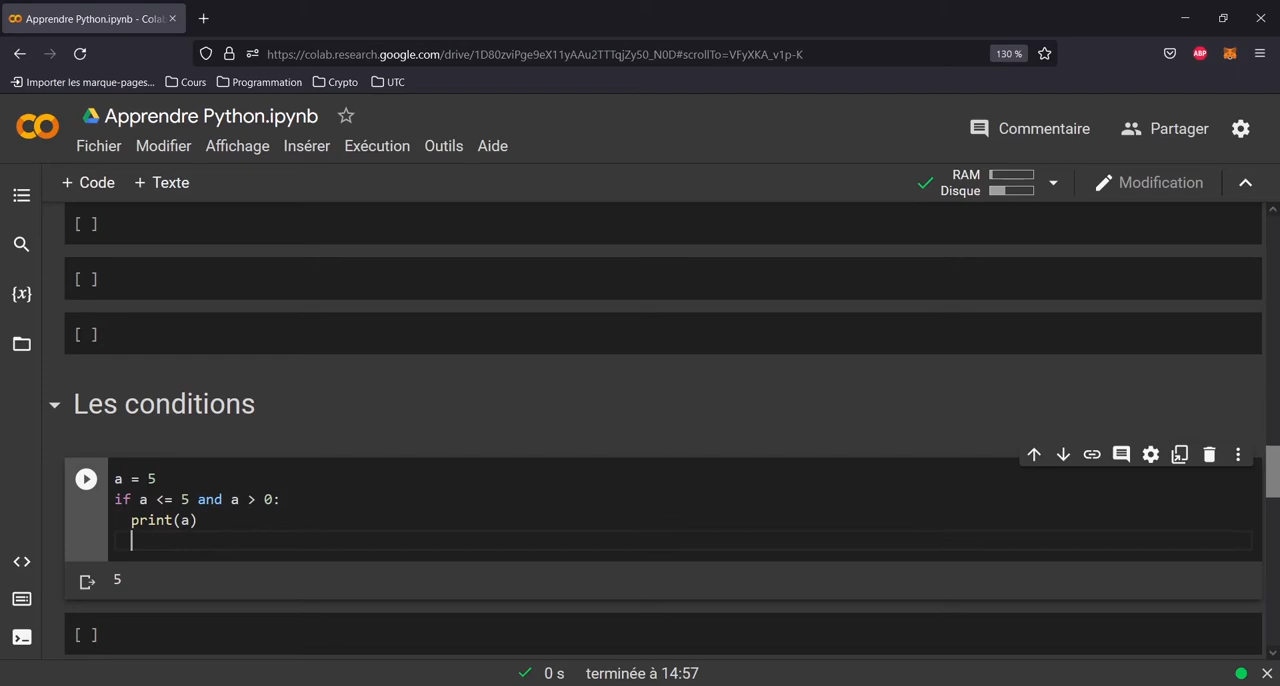 Apprendre Python.ipynb - Colab
https://colab.research.google.com/drive/1D80zviPge9eX11yAAu2TTTqjZy50_N0D#scrollTo=VFyXKA_v1p-K
130 %
ABP
Importer les marque-pages...
Cours
Programmation
Crypto
UTC
Apprendre Python.ipynb
Commentaire
Partager
Fichier
Modifier
Affichage
Insérer
Exécution
Outils
Aide
+ Code
+ Texte
RAM
Disque
Modification
{x}
[ ]
[ ]
[ ]
Les conditions
a = 5
if a <= 5 and a > 0:
print(a)
5
[ ]
0 s
terminée à 14:57